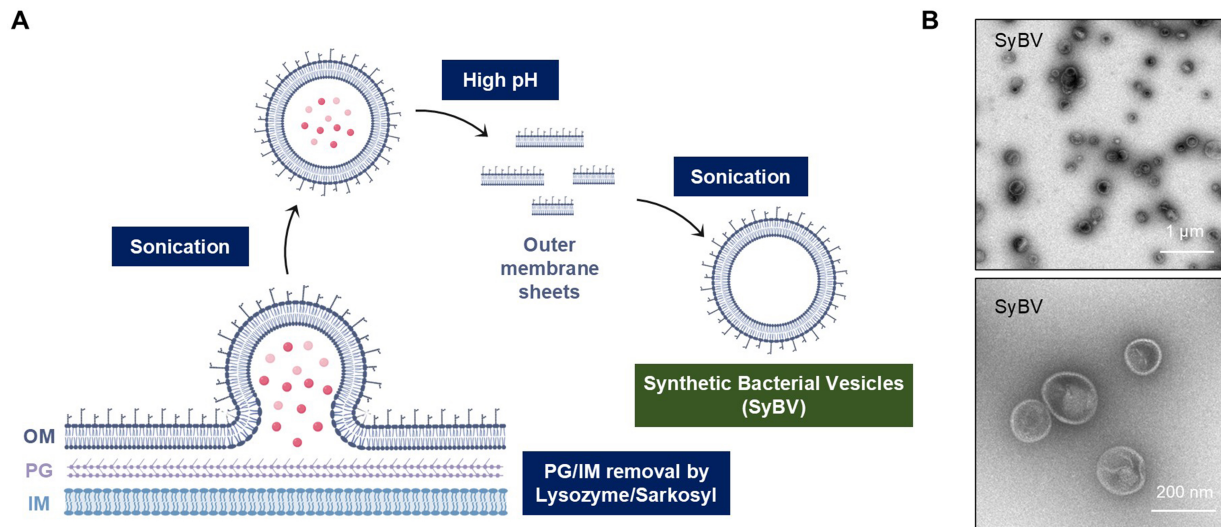 A
High pH
Sonication
Outer
membrane
sheets
Sonication
Synthetic Bacterial Vesicles
(SyBV)
OM
PG
IM
PG/IM removal by
Lysozyme/Sarkosyl
B
SyBV
1 µm
SyBV
200 nm